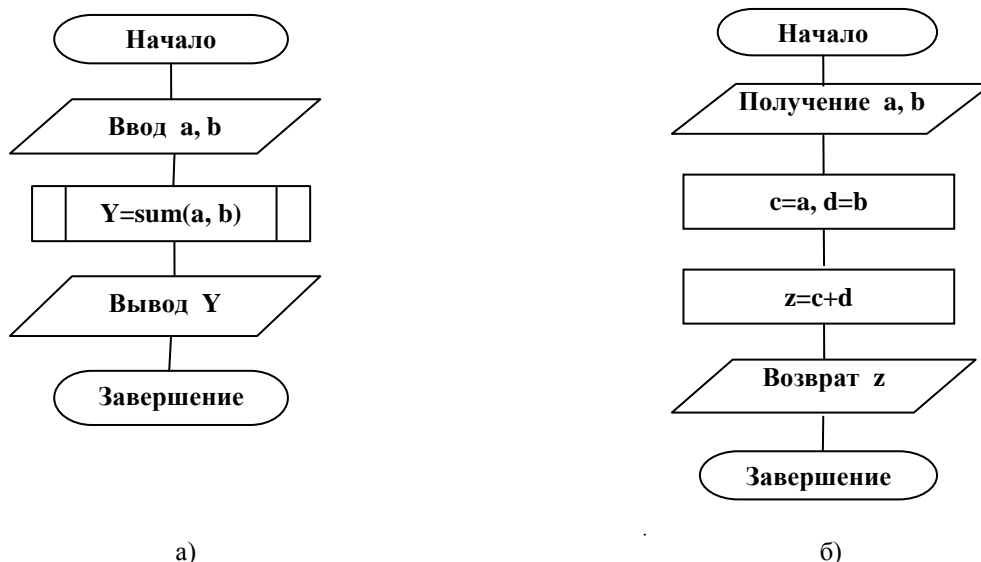 Начало
Ввод a, b
Y=sum(a, b)
Вывод Y
Завершение
а)
Начало
Получение a, b
c=a, d=b
z=c+d
Возврат z
Завершение
б)